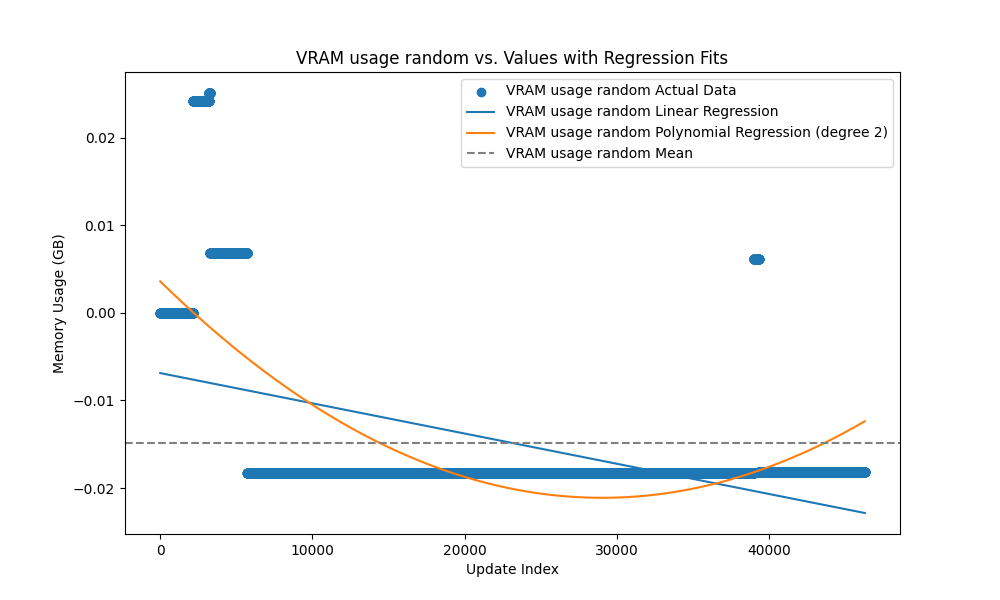 VRAM usage random vs. Values with Regression Fits
VRAM usage random Actual Data
VRAM usage random Linear Regression
VRAM usage random Polynomial Regression (degree 2)
VRAM usage random Mean
Memory Usage (GB)
0.02
0.01
0.00
−0.01
−0.02
0 10000 20000 30000 40000
Update Index